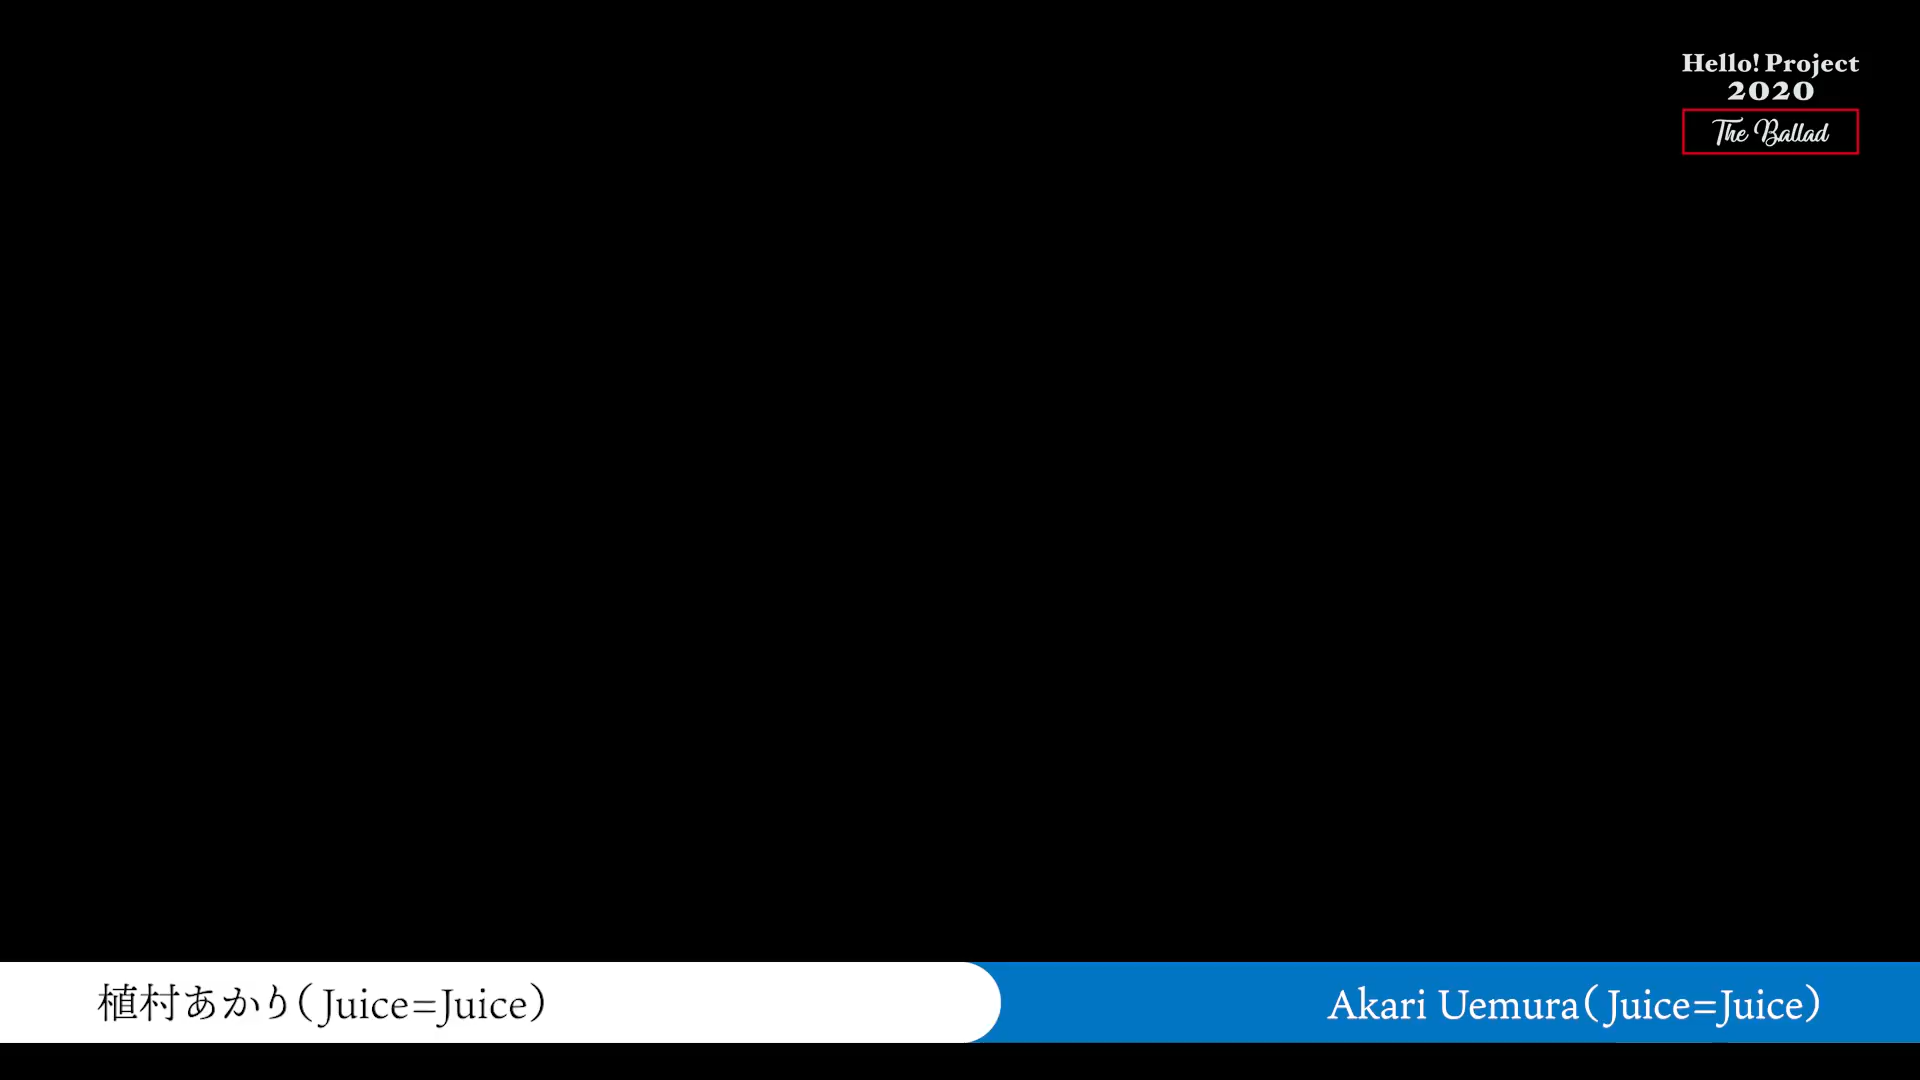 Hello! Project
2020
The Ballad
植村あかり(Juice=Juice)
Akari Uemura(Juice=Juice)